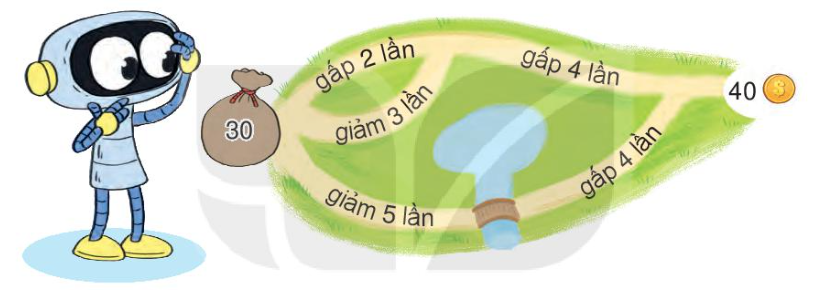 gấp 2 lần
gấp 4 lần
30
giảm 3 lần
40
giảm 5 lần
gấp 4 lần